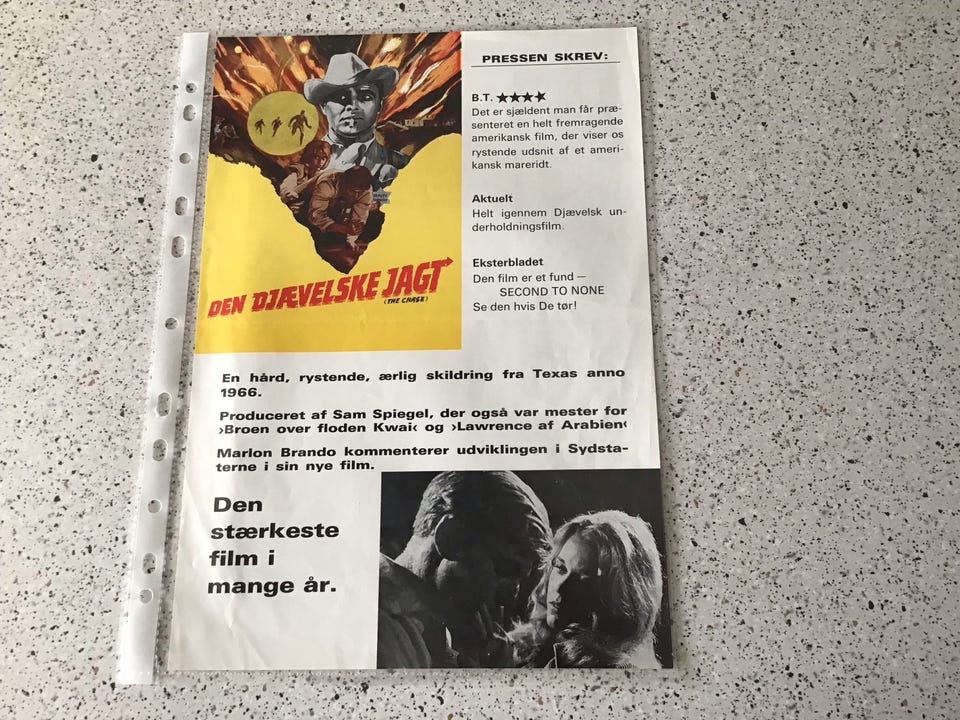 DEN DJÆVELSKE JAGT
(THE CHASE)
PRESSEN SKREV:
B.T. ★★★★
Det er sjældent man får præ-
senteret en helt fremragende
amerikansk film, der viser os
rystende udsnit af et ameri-
kansk mareridt.
Aktuelt
Helt igennem Djævelsk un-
derholdningsfilm.
Eksterbladet
Den film er et fund —
SECOND TO NONE
Se den hvis De tør!
En hård, rystende, ærlig skildring fra Texas anno
1966.
Produceret af Sam Spiegel, der også var mester for
›Broen over floden Kwai‹ og ›Lawrence af Arabien‹
Marlon Brando kommenterer udviklingen i Sydsta-
terne i sin nye film.
Den
stærkeste
film i
mange år.